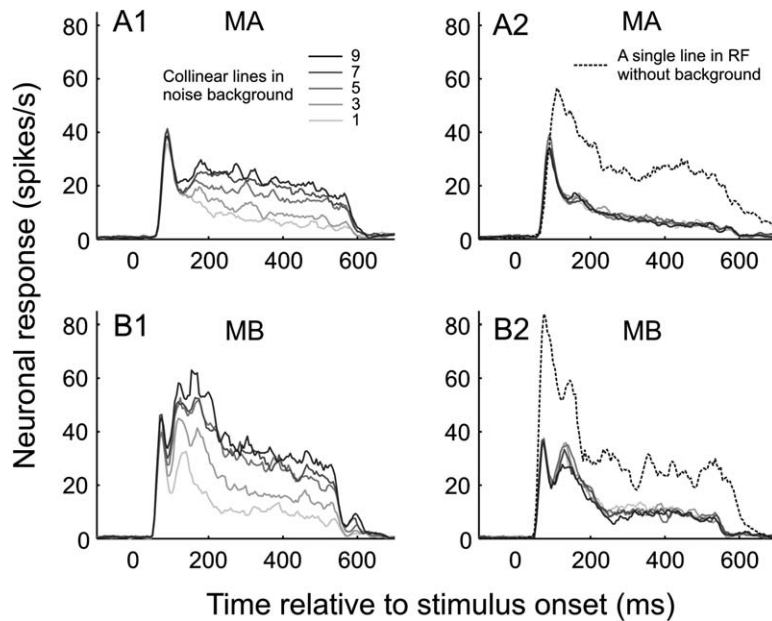 A1
MA
Collinear lines in
noise background
9
7
5
3
1
80
60
40
20
0
0
200
400
600
A2
MA
A single line in RF
without background
80
60
40
20
0
0
200
400
600
B1
MB
80
60
40
20
0
0
200
400
600
B2
MB
80
60
40
20
0
0
200
400
600
Neuronal response (spikes/s)
Time relative to stimulus onset (ms)